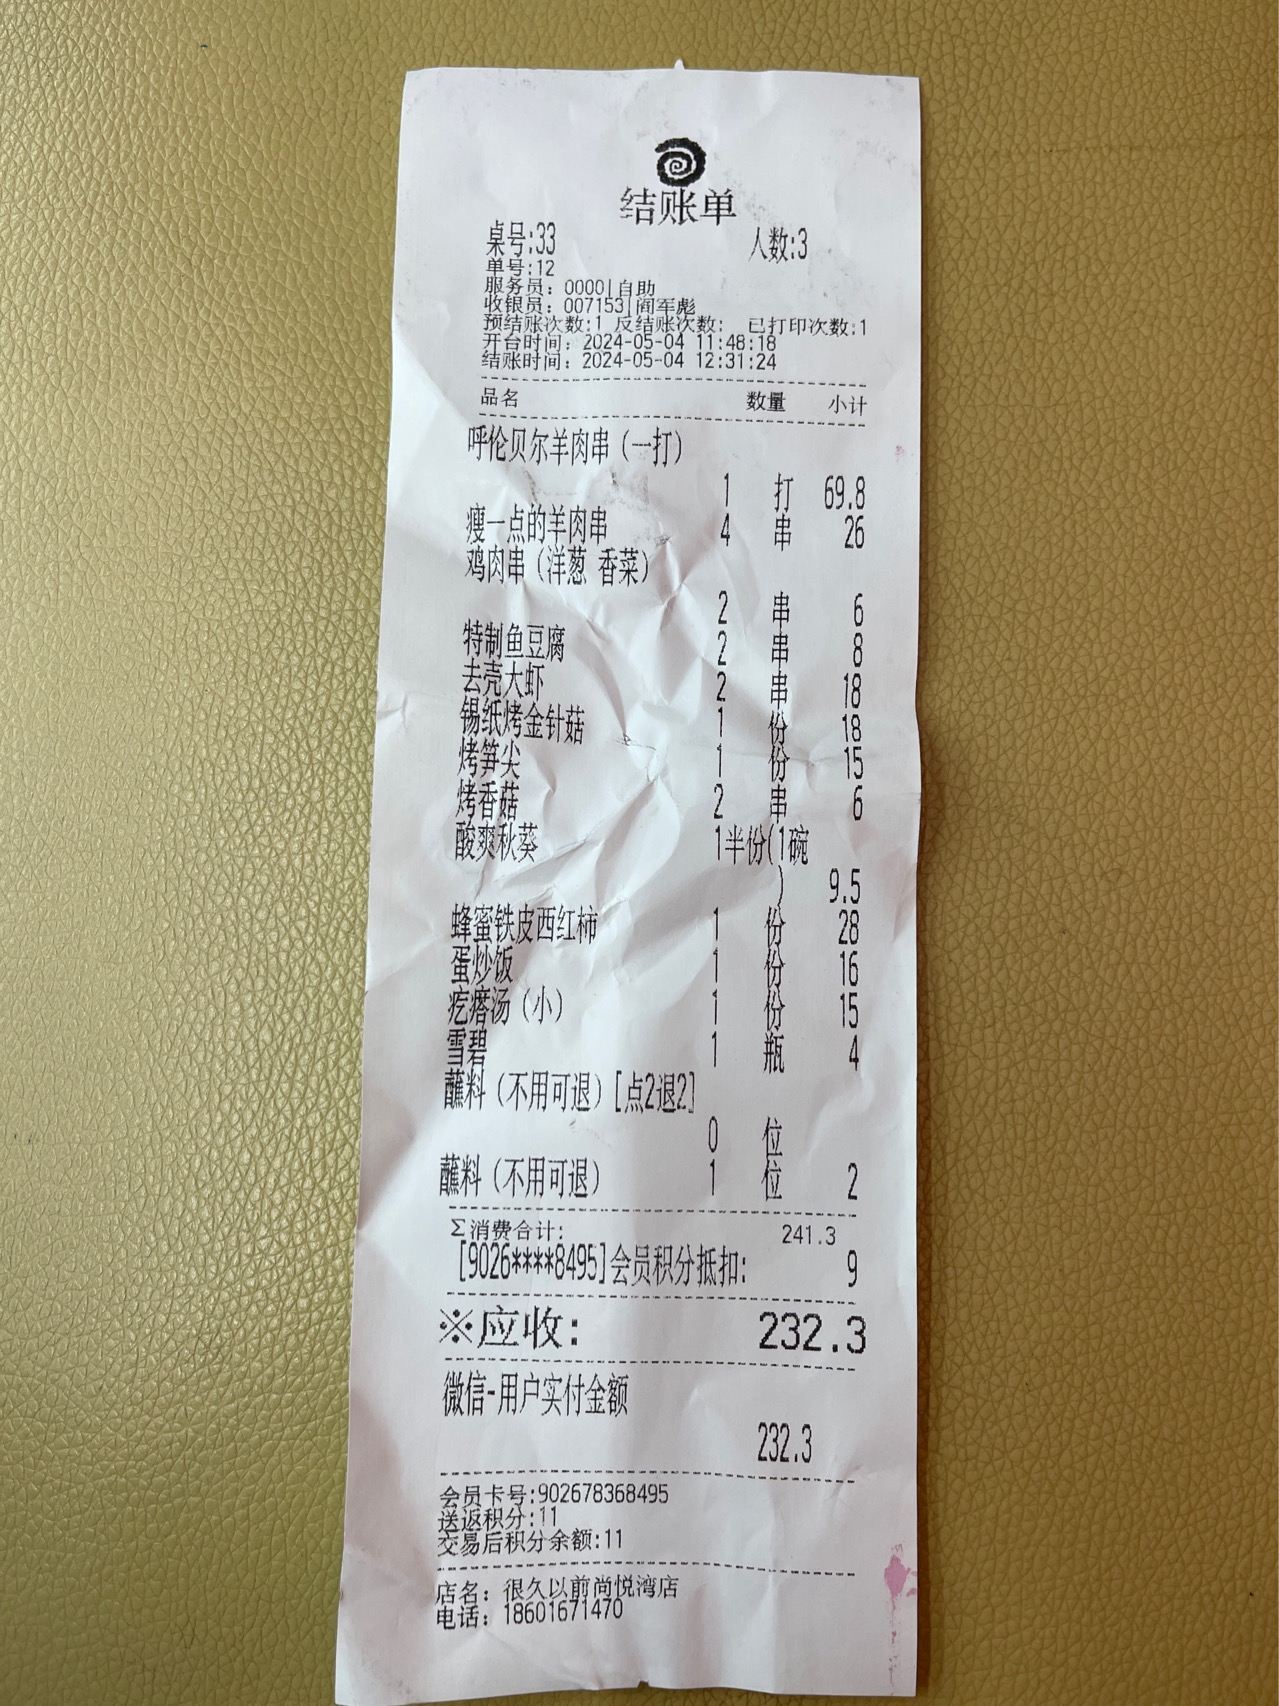 结账单
桌号:33 人数:3
单号:12
服务员: 0000|自助
收银员: 007153|阎军彪
预结账次数:1 反结账次数: 已打印次数:1
开台时间: 2024-05-04 11:48:18
结账时间: 2024-05-04 12:31:24
品名 数量 小计
呼伦贝尔羊肉串(一打)
1 打 69.8
瘦一点的羊肉串 4 串 26
鸡肉串(洋葱 香菜)
2 串 6
特制鱼豆腐 2 串 8
去壳大虾 2 串 18
锡纸烤金针菇 1 份 18
烤笋尖 1 份 15
烤香菇 2 串 6
酸爽秋葵 1半份(1碗
) 9.5
蜂蜜铁皮西红柿 1 份 28
蛋炒饭 1 份 16
疙瘩汤(小) 1 份 15
雪碧 1 瓶 4
蘸料(不用可退)[点2退2]
0 位
蘸料(不用可退) 1 位 2
Σ消费合计: 241.3
[9026****8495]会员积分抵扣: 9
※应收: 232.3
微信-用户实付金额
232.3
会员卡号:902678368495
送返积分:11
交易后积分余额:11
店名: 很久以前尚悦湾店
电话: 18601671470